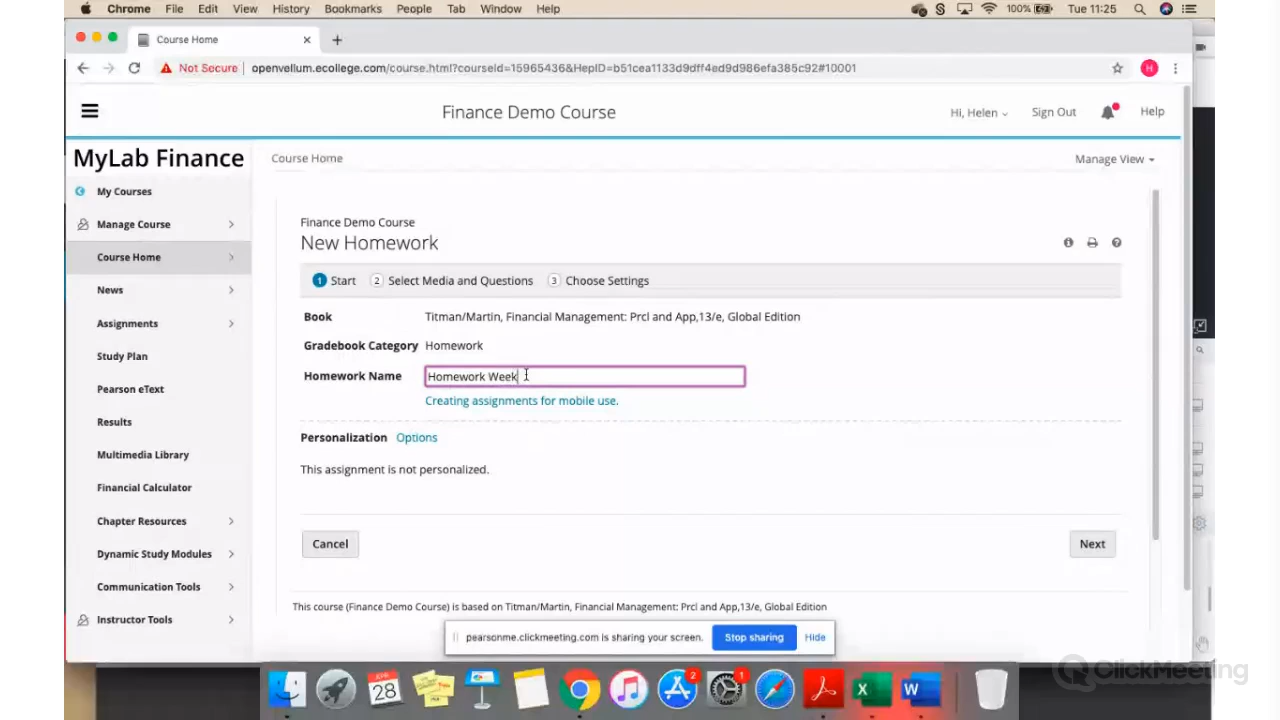 Chrome File Edit View History Bookmarks People Tab Window Help 100% Tue 11:25
Course Home
Not Secure openvellum.ecollege.com/course.html?courseId=15965436&HepID=b51cea1133d9dff4ed9d986efa385c92#10001 H
Finance Demo Course Hi, Helen Sign Out Help
MyLab Finance Course Home Manage View
My Courses
Manage Course
Course Home
News
Assignments
Study Plan
Pearson eText
Results
Multimedia Library
Financial Calculator
Chapter Resources
Dynamic Study Modules
Communication Tools
Instructor Tools
Finance Demo Course
New Homework
1 Start 2 Select Media and Questions 3 Choose Settings
Book Titman/Martin, Financial Management: Prcl and App,13/e, Global Edition
Gradebook Category Homework
Homework Name Homework Week
Creating assignments for mobile use.
Personalization Options
This assignment is not personalized.
Cancel Next
This course (Finance Demo Course) is based on Titman/Martin, Financial Management: Prcl and App,13/e, Global Edition
pearsonme.clickmeeting.com is sharing your screen. Stop sharing Hide
28 2 1 X W
ClickMeeting